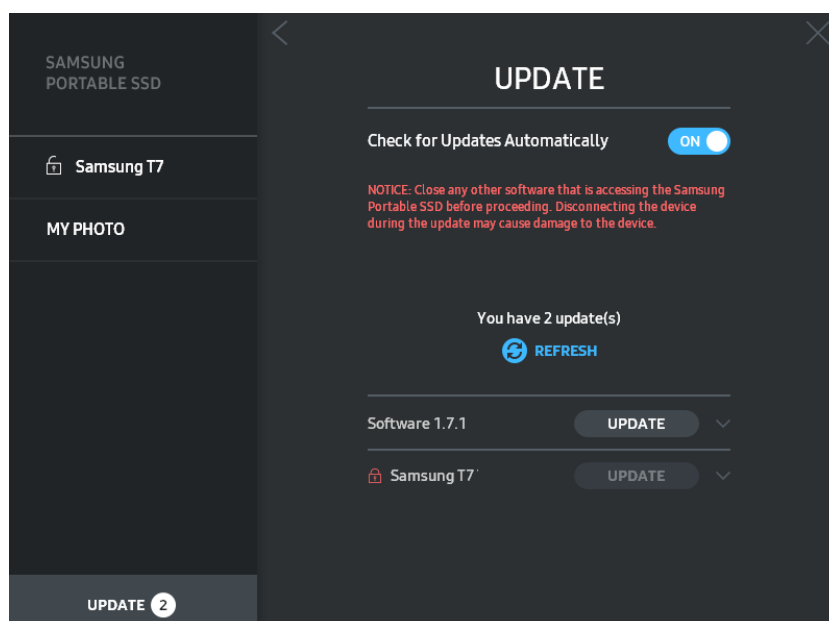 SAMSUNG
PORTABLE SSD
Samsung T7
MY PHOTO
UPDATE 2
UPDATE
Check for Updates Automatically
ON
NOTICE: Close any other software that is accessing the Samsung
Portable SSD before proceeding. Disconnecting the device
during the update may cause damage to the device.
You have 2 update(s)
REFRESH
Software 1.7.1
UPDATE
Samsung T7
UPDATE